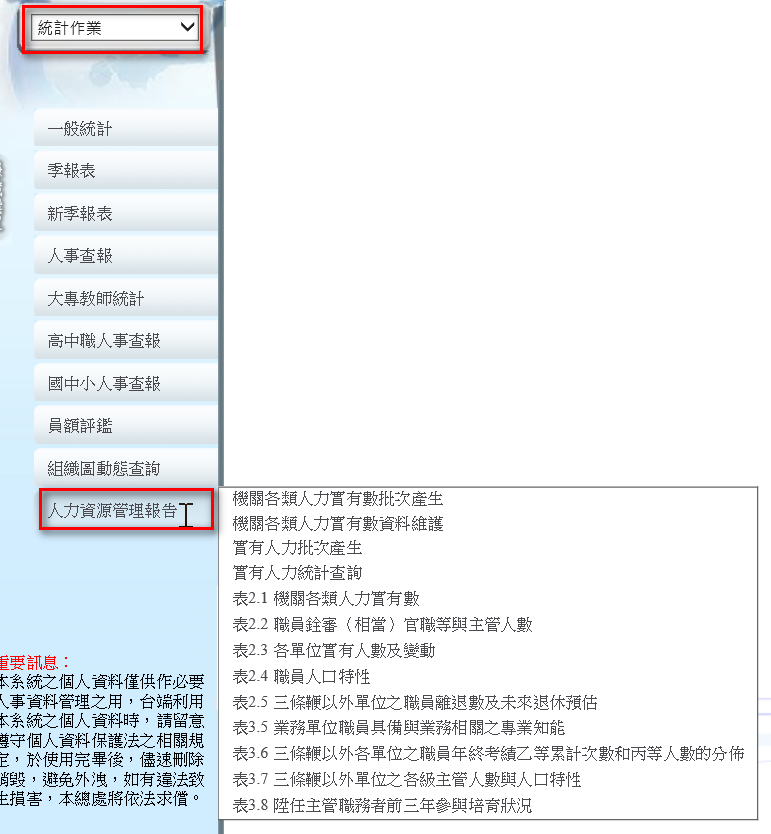 統計作業
一般統計
季報表
新季報表
人事查報
大專教師統計
高中職人事查報
國中小人事查報
員額評鑑
組織圖動態查詢
人力資源管理報告
機關各類人力實有數批次產生
機關各類人力實有數資料維護
實有人力批次產生
實有人力統計查詢
表2.1 機關各類人力實有數
表2.2 職員銓審（相當）官職等與主管人數
表2.3 各單位實有人數及變動
表2.4 職員人口特性
表2.5 三條鞭以外單位之職員離退數及未來退休預估
表3.5 業務單位職員具備與業務相關之專業知能
表3.6 三條鞭以外各單位之職員年終考績乙等累計次數和丙等人數的分佈
表3.7 三條鞭以外單位之各級主管人數與人口特性
表3.8 陞任主管職務者前三年參與培育狀況
重要訊息：
本系統之個人資料僅供作必要
人事資料管理之用，台端利用
本系統之個人資料時，請留意
遵守個人資料保護法之相關規
定，於使用完畢後，儘速刪除
銷毀，避免外洩，如有違法致
生損害，本總處將依法求償。